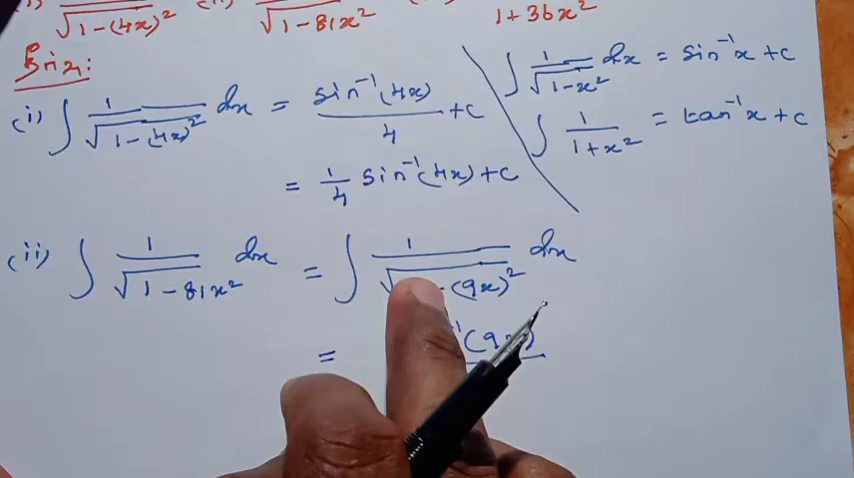 √1-(4x)² √1-81x² 1+36x²
(i) ∫ 1/√1-(4x)² dx = sin⁻¹(4x)/4 +c
= 1/4 sin⁻¹(4x)+c
∫ 1/√1-x² dx = sin⁻¹x +c
∫ 1/1+x² = tan⁻¹x +c
(ii) ∫ 1/√1-81x² dx = ∫ 1/√ -(9x)² dx
= ⁻¹(9x)